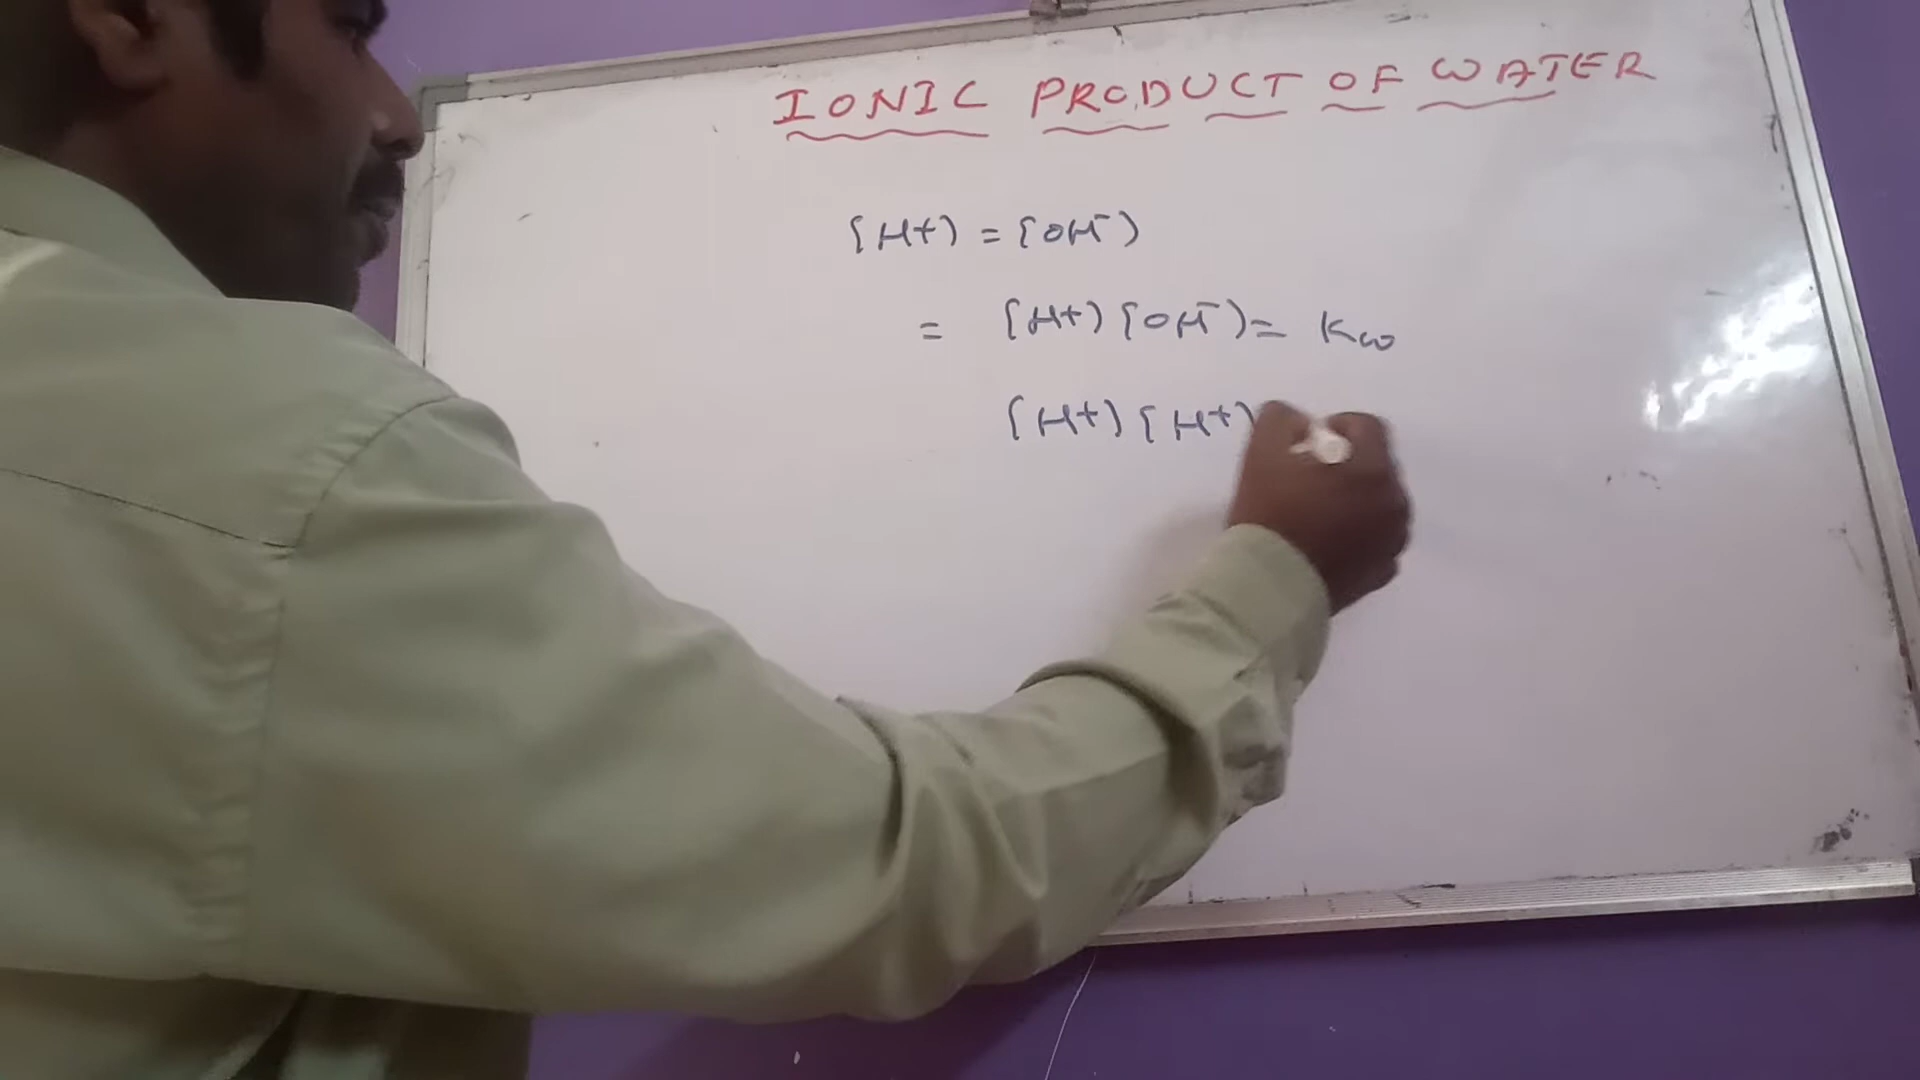 IONIC PRODUCT OF WATER
[H+) = [OH⁻)
= [H+) [OH⁻) = Kw
[H+) [H+)